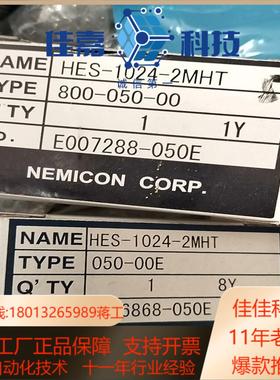 佳嘉 科技
诚信第一
NAME HES-1024-2MHT
TYPE 800-050-00
Q'TY 1 1Y
P. E007288-050E
NEMICON CORP.
NAME HES-1024-2MHT
TYPE 050-00E
Q'TY 1 8Y
6868-050E
线:18013265989蒋工
工厂正品保障 支持开票
自动化技术 十一年行业经验
佳佳科
11年老
爆款推